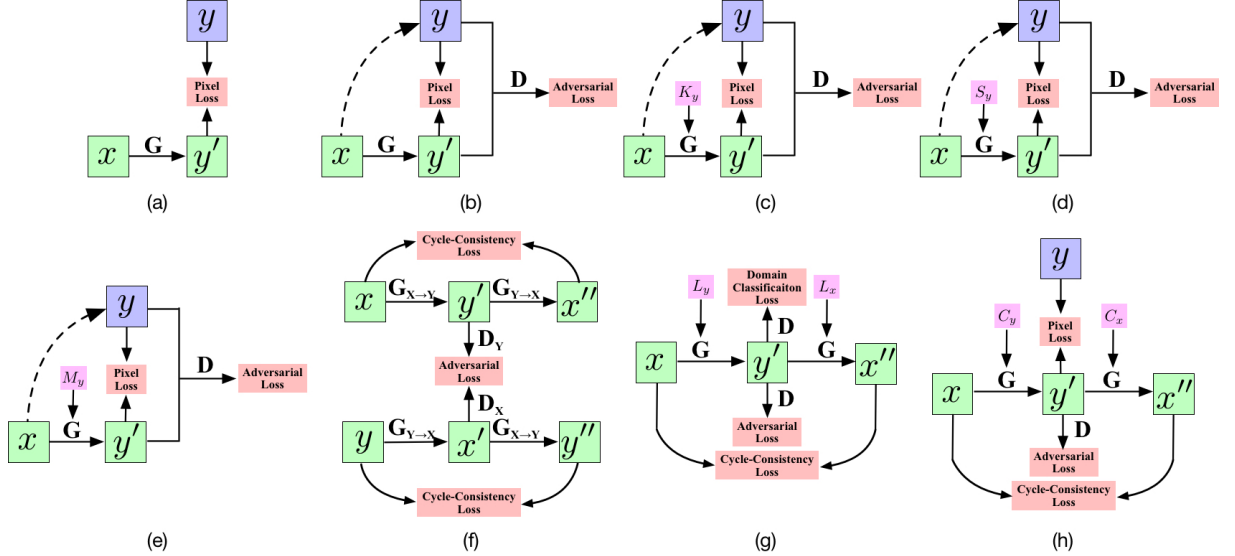 y
Pixel
Loss
x
G
y′
(a)
y
Pixel
Loss
D
Adversarial
Loss
x
G
y′
(b)
y
K_y
Pixel
Loss
D
Adversarial
Loss
x
G
y′
(c)
y
S_y
Pixel
Loss
D
Adversarial
Loss
x
G
y′
(d)
y
M_y
Pixel
Loss
D
Adversarial
Loss
x
G
y′
(e)
Cycle-Consistency
Loss
x
G_X→Y
y′
G_Y→X
x′′
D_Y
Adversarial
Loss
D_X
y
G_Y→X
x′
G_X→Y
y′′
Cycle-Consistency
Loss
(f)
L_y
Domain
Classificaiton
Loss
L_x
D
x
G
y′
G
x′′
D
Adversarial
Loss
Cycle-Consistency
Loss
(g)
y
C_y
Pixel
Loss
C_x
x
G
y′
G
x′′
D
Adversarial
Loss
Cycle-Consistency
Loss
(h)